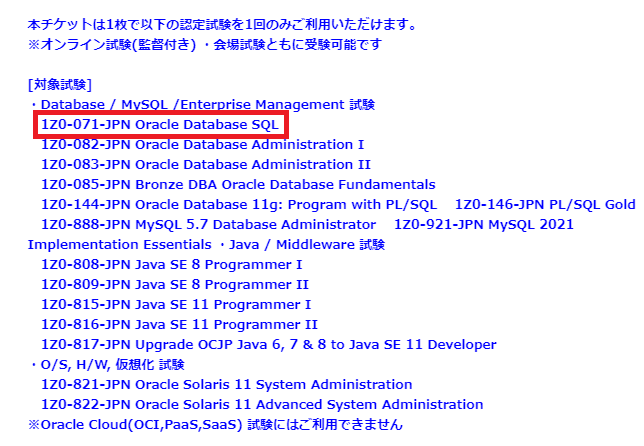 本チケットは1枚で以下の認定試験を1回のみご利用いただけます。
※オンライン試験(監督付き)・会場試験ともに受験可能です
[対象試験]
・Database / MySQL /Enterprise Management 試験
1Z0-071-JPN Oracle Database SQL
1Z0-082-JPN Oracle Database Administration I
1Z0-083-JPN Oracle Database Administration II
1Z0-085-JPN Bronze DBA Oracle Database Fundamentals
1Z0-144-JPN Oracle Database 11g: Program with PL/SQL 1Z0-146-JPN PL/SQL Gold
1Z0-888-JPN MySQL 5.7 Database Administrator 1Z0-921-JPN MySQL 2021
Implementation Essentials ・Java / Middleware 試験
1Z0-808-JPN Java SE 8 Programmer I
1Z0-809-JPN Java SE 8 Programmer II
1Z0-815-JPN Java SE 11 Programmer I
1Z0-816-JPN Java SE 11 Programmer II
1Z0-817-JPN Upgrade OCJP Java 6, 7 & 8 to Java SE 11 Developer
・O/S, H/W, 仮想化 試験
1Z0-821-JPN Oracle Solaris 11 System Administration
1Z0-822-JPN Oracle Solaris 11 Advanced System Administration
※Oracle Cloud(OCI,PaaS,SaaS) 試験にはご利用できません